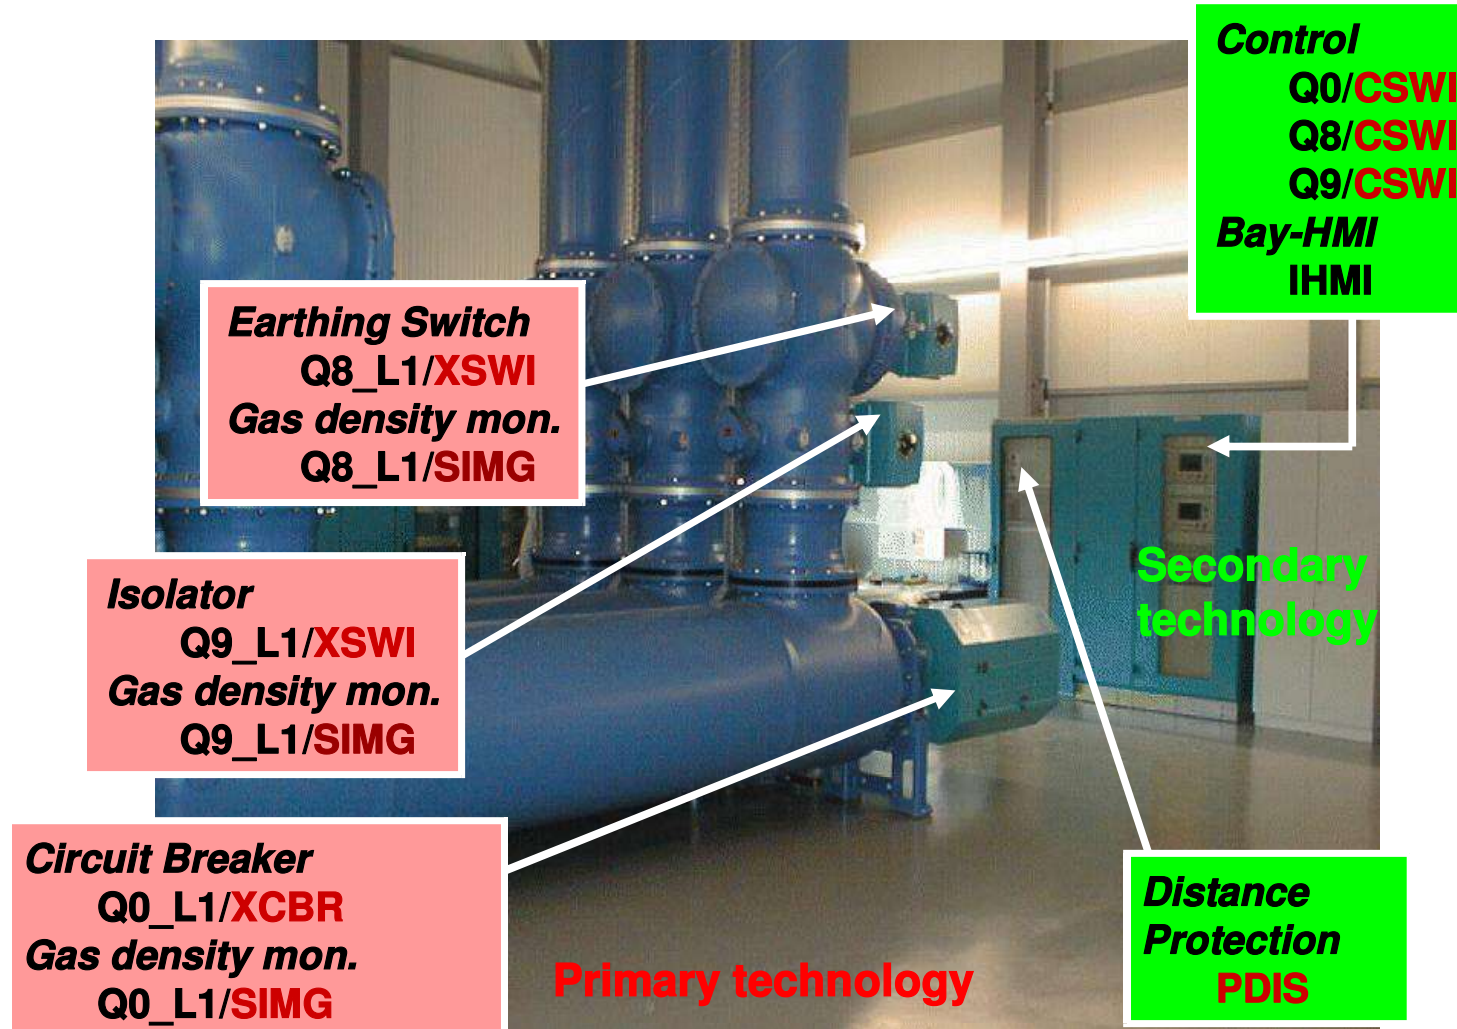 Control
Q0/CSWI
Q8/CSWI
Q9/CSWI
Bay-HMI
IHMI
Earthing Switch
Q8_L1/XSWI
Gas density mon.
Q8_L1/SIMG
Isolator
Q9_L1/XSWI
Gas density mon.
Q9_L1/SIMG
Secondary
technology
Circuit Breaker
Q0_L1/XCBR
Gas density mon.
Q0_L1/SIMG
Primary technology
Distance
Protection
PDIS